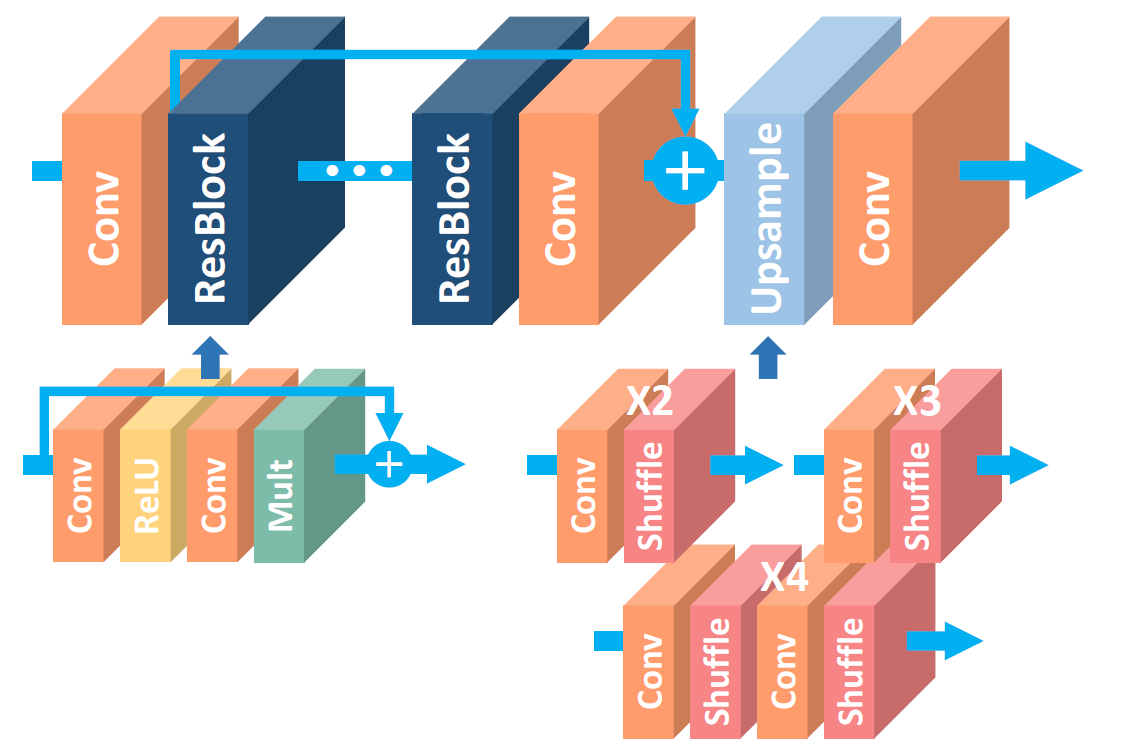 Conv
ResBlock
ResBlock
Conv
Upsample
Conv
Conv
ReLU
Conv
Mult
X2
Conv
Shuffle
X3
Conv
Shuffle
X4
Conv
Shuffle
Conv
Shuffle